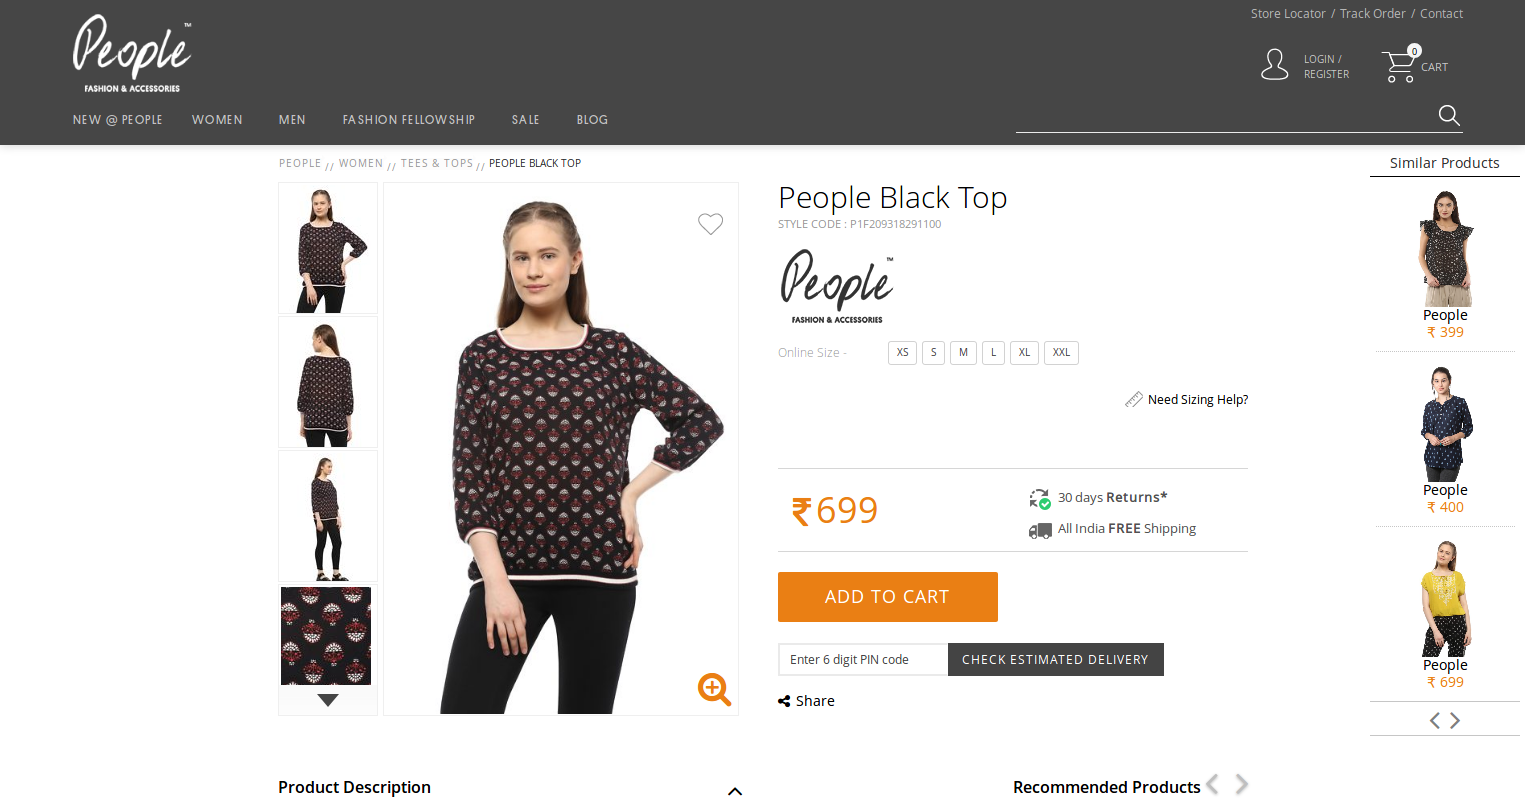 Store Locator / Track Order / Contact
People™
FASHION & ACCESSORIES
LOGIN /
REGISTER
0
CART
NEW @ PEOPLE
WOMEN
MEN
FASHION FELLOWSHIP
SALE
BLOG
PEOPLE // WOMEN // TEES & TOPS // PEOPLE BLACK TOP
People Black Top
STYLE CODE : P1F209318291100
People™
FASHION & ACCESSORIES
Online Size -
XS
S
M
L
XL
XXL
Need Sizing Help?
₹699
30 days Returns*
All India FREE Shipping
ADD TO CART
Enter 6 digit PIN code
CHECK ESTIMATED DELIVERY
Share
Similar Products
People
₹ 399
People
₹ 400
People
₹ 699
Product Description
Recommended Products